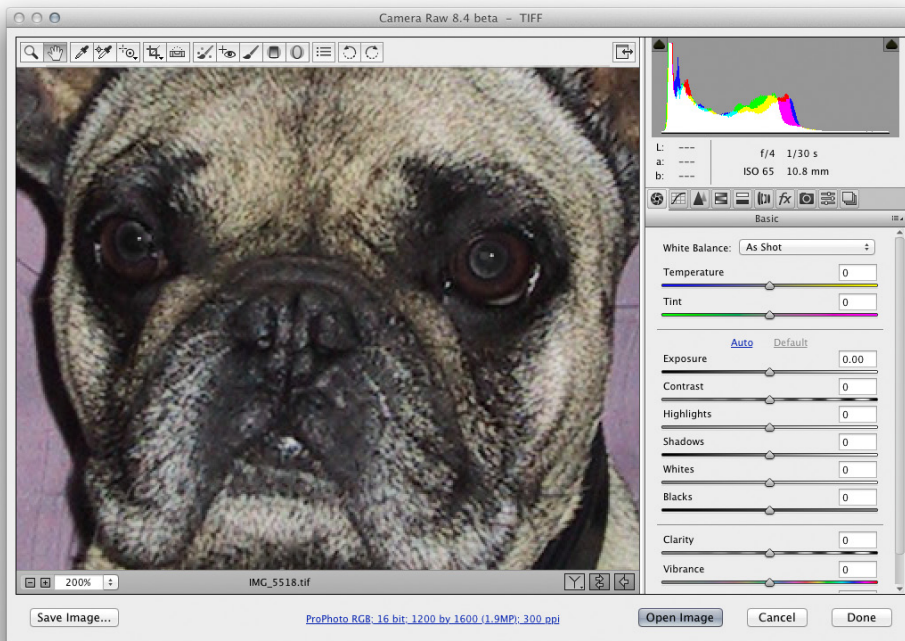 Camera Raw 8.4 beta – TIFF
L: ---
a: ---
b: ---
f/4 1/30 s
ISO 65 10.8 mm
fx
Basic
White Balance: As Shot
Temperature 0
Tint 0
Auto Default
Exposure 0.00
Contrast 0
Highlights 0
Shadows 0
Whites 0
Blacks 0
Clarity 0
Vibrance 0
200% IMG_5518.tif Y
Save Image... ProPhoto RGB; 16 bit; 1200 by 1600 (1.9MP); 300 ppi Open Image Cancel Done